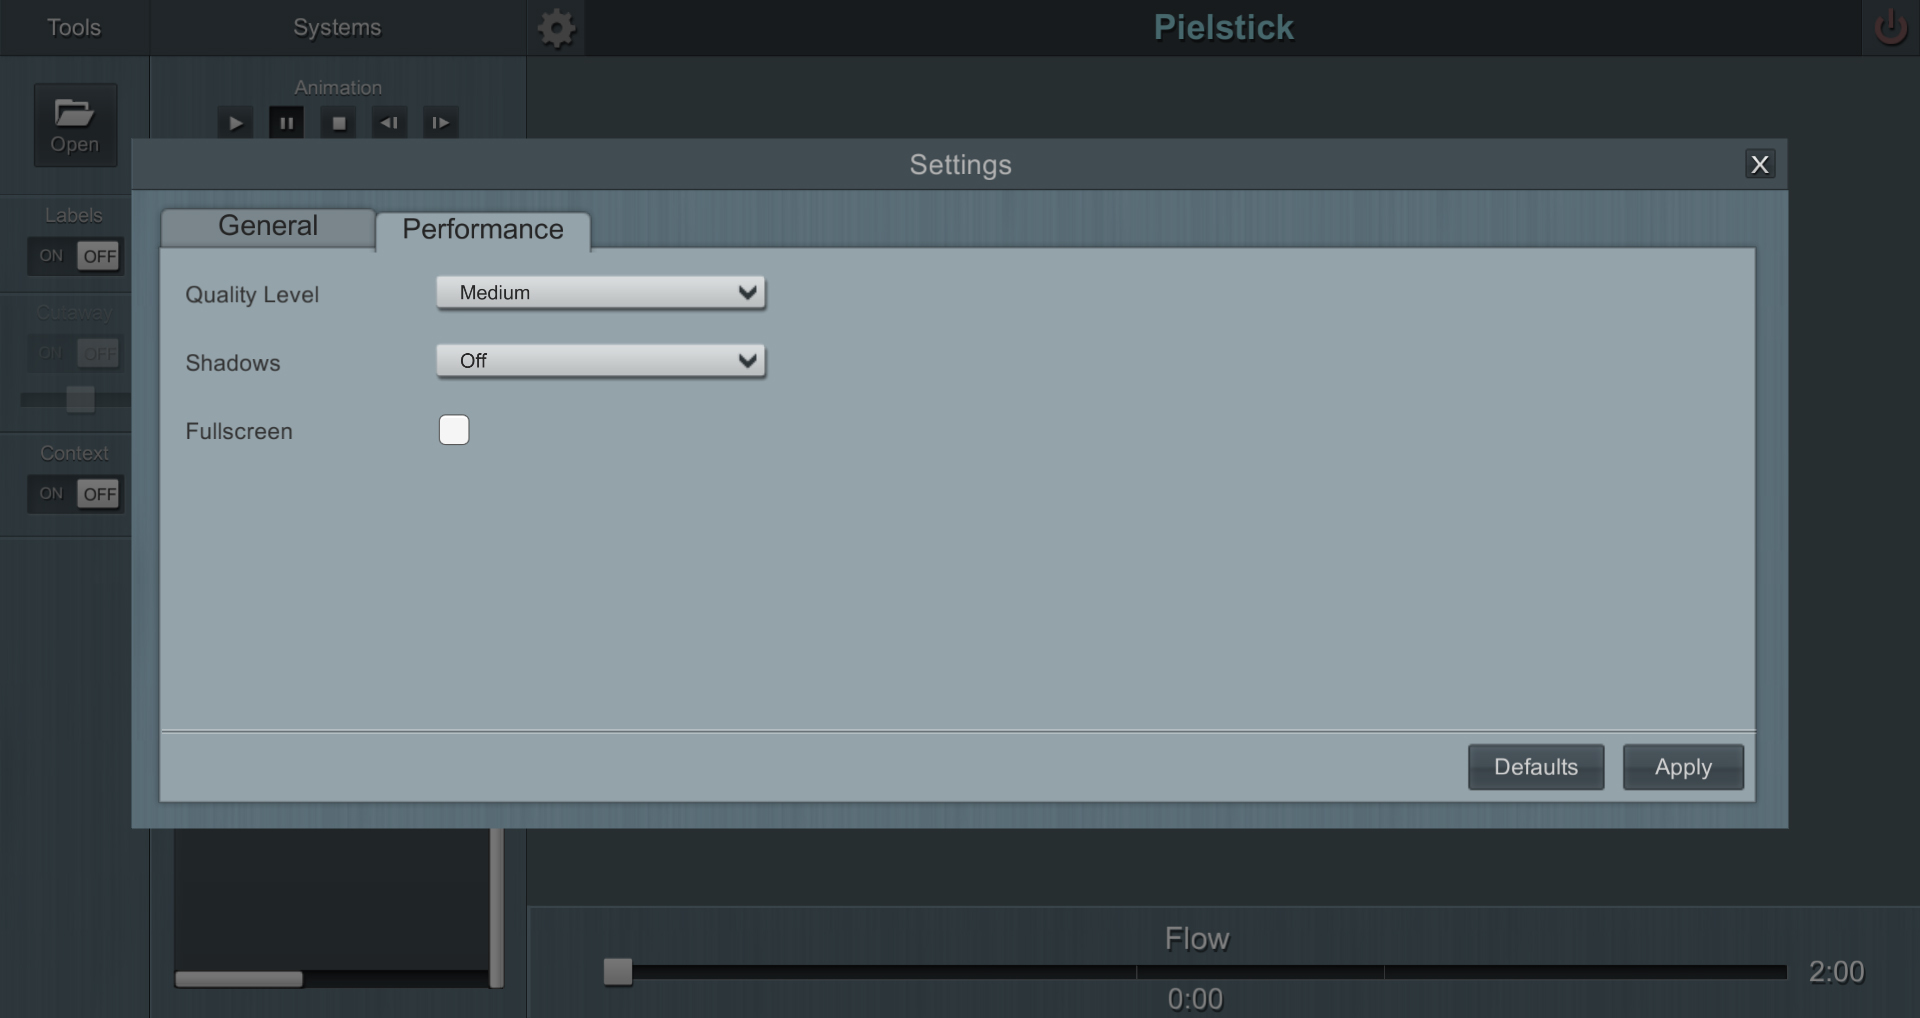 Tools
Systems
Pielstick
Animation
Open
Settings
X
General
Performance
Labels
ON OFF
Quality Level
Medium
Cutaway
ON OFF
Shadows
Off
Fullscreen
Context
ON OFF
Defaults
Apply
Flow
2:00
0:00